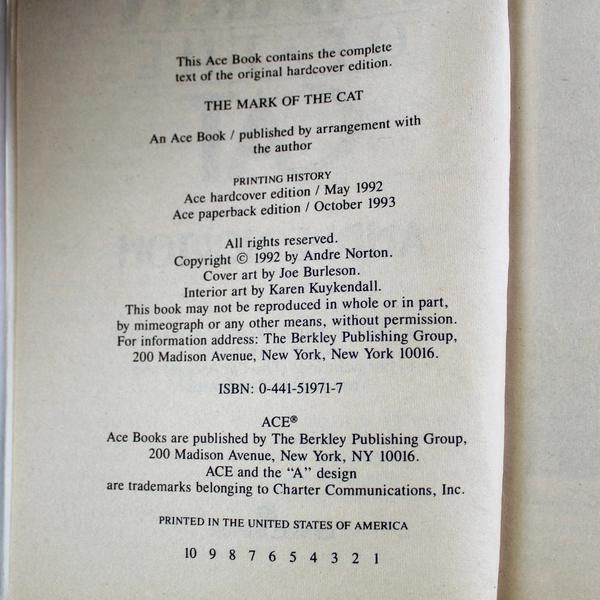 This Ace Book contains the complete
text of the original hardcover edition.
THE MARK OF THE CAT
An Ace Book / published by arrangement with
the author
PRINTING HISTORY
Ace hardcover edition / May 1992
Ace paperback edition / October 1993
All rights reserved.
Copyright © 1992 by Andre Norton.
Cover art by Joe Burleson.
Interior art by Karen Kuykendall.
This book may not be reproduced in whole or in part,
by mimeograph or any other means, without permission.
For information address: The Berkley Publishing Group,
200 Madison Avenue, New York, New York 10016.
ISBN: 0-441-51971-7
ACE®
Ace Books are published by The Berkley Publishing Group,
200 Madison Avenue, New York, NY 10016.
ACE and the “A” design
are trademarks belonging to Charter Communications, Inc.
PRINTED IN THE UNITED STATES OF AMERICA
10 9 8 7 6 5 4 3 2 1